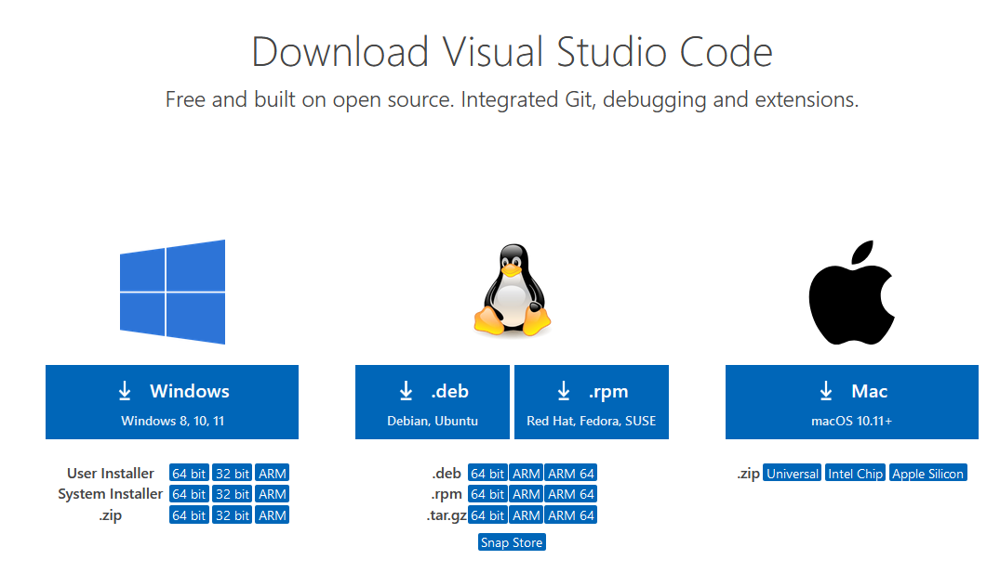 Download Visual Studio Code
Free and built on open source. Integrated Git, debugging and extensions.
Windows
Windows 8, 10, 11
User Installer 64 bit 32 bit ARM
System Installer 64 bit 32 bit ARM
.zip 64 bit 32 bit ARM
.deb
Debian, Ubuntu
.rpm
Red Hat, Fedora, SUSE
.deb 64 bit ARM ARM 64
.rpm 64 bit ARM ARM 64
.tar.gz 64 bit ARM ARM 64
Snap Store
Mac
macOS 10.11+
.zip Universal Intel Chip Apple Silicon